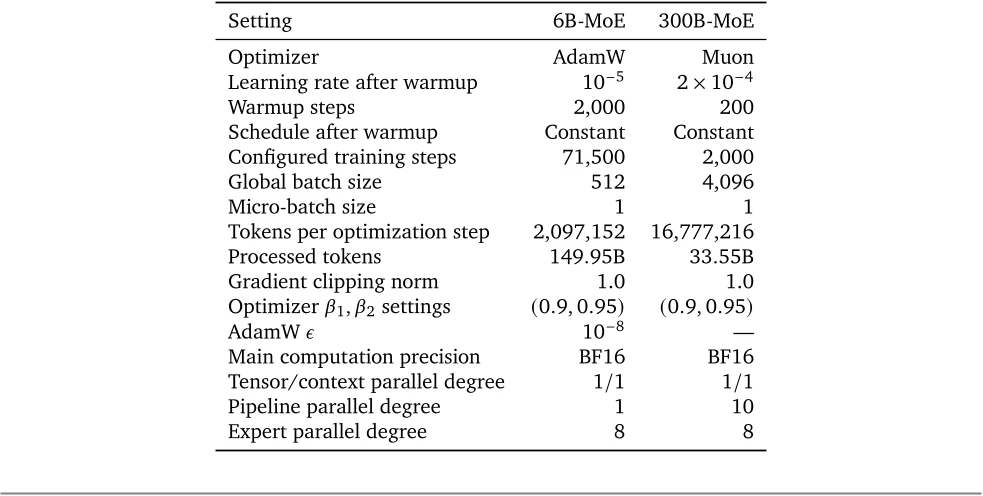 Setting 6B-MoE 300B-MoE
Optimizer AdamW Muon
Learning rate after warmup 10⁻⁵ 2 × 10⁻⁴
Warmup steps 2,000 200
Schedule after warmup Constant Constant
Configured training steps 71,500 2,000
Global batch size 512 4,096
Micro-batch size 1 1
Tokens per optimization step 2,097,152 16,777,216
Processed tokens 149.95B 33.55B
Gradient clipping norm 1.0 1.0
Optimizer β₁, β₂ settings (0.9, 0.95) (0.9, 0.95)
AdamW ϵ 10⁻⁸ —
Main computation precision BF16 BF16
Tensor/context parallel degree 1/1 1/1
Pipeline parallel degree 1 10
Expert parallel degree 8 8